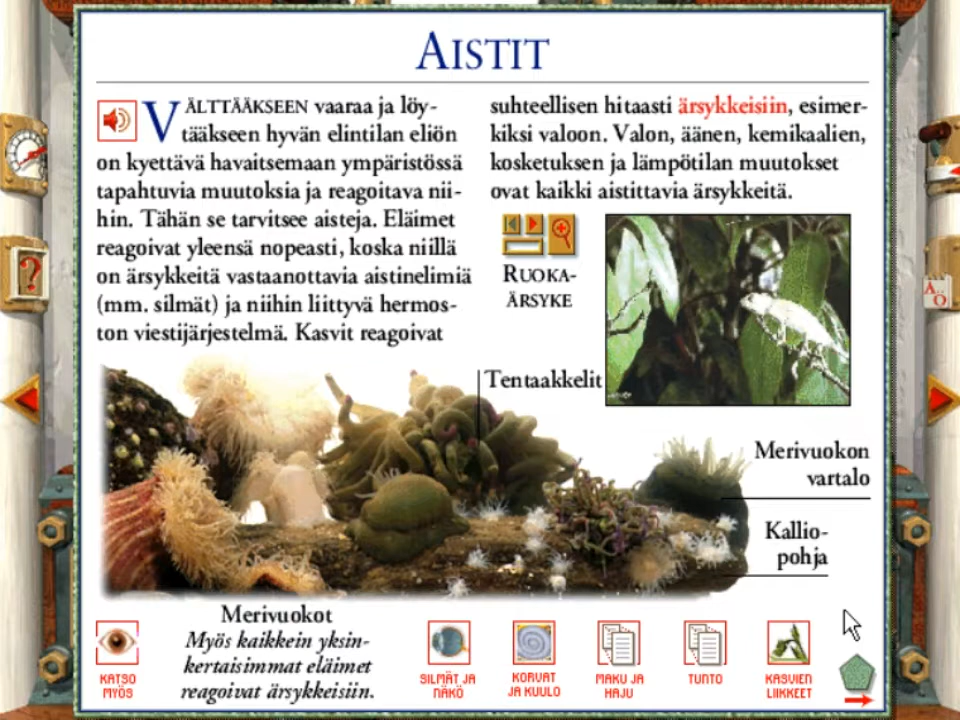 AISTIT
VÄLTTÄÄKSEEN vaaraa ja löy-
tääkseen hyvän elintilan eliön
on kyettävä havaitsemaan ympäristössä
tapahtuvia muutoksia ja reagoitava nii-
hin. Tähän se tarvitsee aisteja. Eläimet
reagoivat yleensä nopeasti, koska niillä
on ärsykkeitä vastaanottavia aistinelimiä
(mm. silmät) ja niihin liittyvä hermos-
ton viestijärjestelmä. Kasvit reagoivat
suhteellisen hitaasti ärsykkeisiin, esimer-
kiksi valoon. Valon, äänen, kemikaalien,
kosketuksen ja lämpötilan muutokset
ovat kaikki aistittavia ärsykkeitä.
RUOKA-
ÄRSYKE
Tentaakkelit
Merivuokon
vartalo
Kallio-
pohja
Merivuokot
Myös kaikkein yksin-
kertaisimmat eläimet
reagoivat ärsykkeisiin.
KATSO
MYÖS
SILMÄT JA
NÄKÖ
KORVAT
JA KUULO
MAKU JA
HAJU
TUNTO
KASVIEN
LIIKKEET
?
A..
Ö